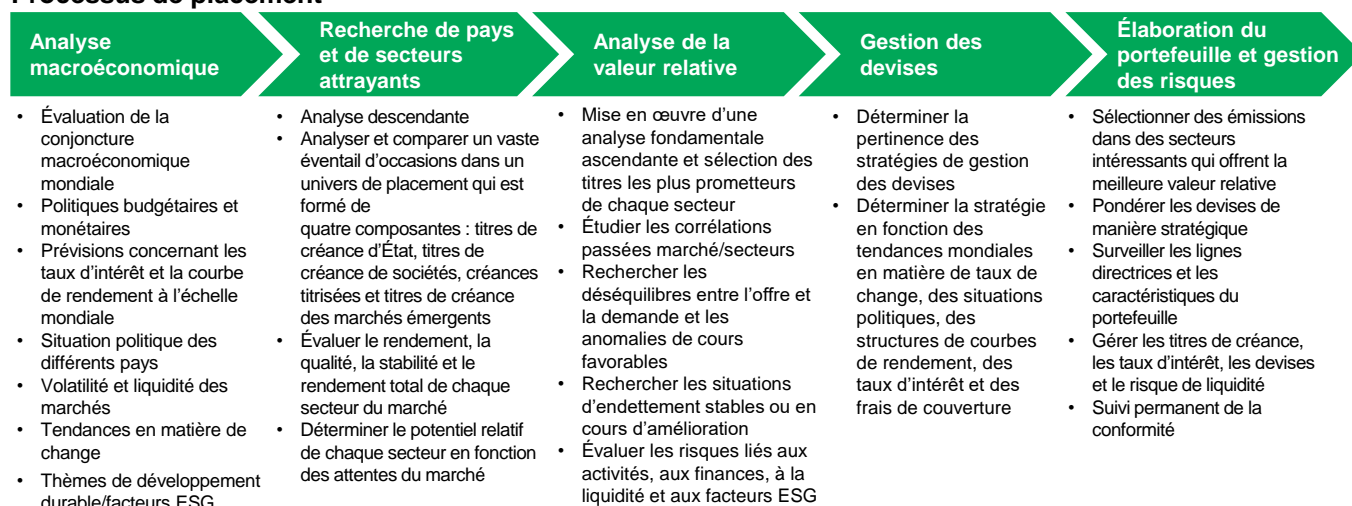 Processus de placement
Analyse
macroéconomique
Recherche de pays
et de secteurs
attrayants
Analyse de la
valeur relative
Gestion des
devises
Élaboration du
portefeuille et gestion
des risques
• Évaluation de la
conjoncture
macroéconomique
mondiale
• Politiques budgétaires et
monétaires
• Prévisions concernant les
taux d’intérêt et la courbe
de rendement à l’échelle
mondiale
• Situation politique des
différents pays
• Volatilité et liquidité des
marchés
• Tendances en matière de
change
• Thèmes de développement
durable/facteurs ESG
• Analyse descendante
• Analyser et comparer un vaste
éventail d’occasions dans un
univers de placement qui est
formé de
quatre composantes : titres de
créance d’État, titres de
créance de sociétés, créances
titrisées et titres de créance
des marchés émergents
• Évaluer le rendement, la
qualité, la stabilité et le
rendement total de chaque
secteur du marché
• Déterminer le potentiel relatif
de chaque secteur en fonction
des attentes du marché
• Mise en œuvre d’une
analyse fondamentale
ascendante et sélection des
titres les plus prometteurs
de chaque secteur
• Étudier les corrélations
passées marché/secteurs
• Rechercher les
déséquilibres entre l’offre et
la demande et les
anomalies de cours
favorables
• Rechercher les situations
d’endettement stables ou en
cours d’amélioration
• Évaluer les risques liés aux
activités, aux finances, à la
liquidité et aux facteurs ESG
• Déterminer la
pertinence des
stratégies de gestion
des devises
• Déterminer la stratégie
en fonction des
tendances mondiales
en matière de taux de
change, des situations
politiques, des
structures de courbes
de rendement, des
taux d’intérêt et des
frais de couverture
• Sélectionner des émissions
dans des secteurs
intéressants qui offrent la
meilleure valeur relative
• Pondérer les devises de
manière stratégique
• Surveiller les lignes
directrices et les
caractéristiques du
portefeuille
• Gérer les titres de créance,
les taux d’intérêt, les devises
et le risque de liquidité
• Suivi permanent de la
conformité